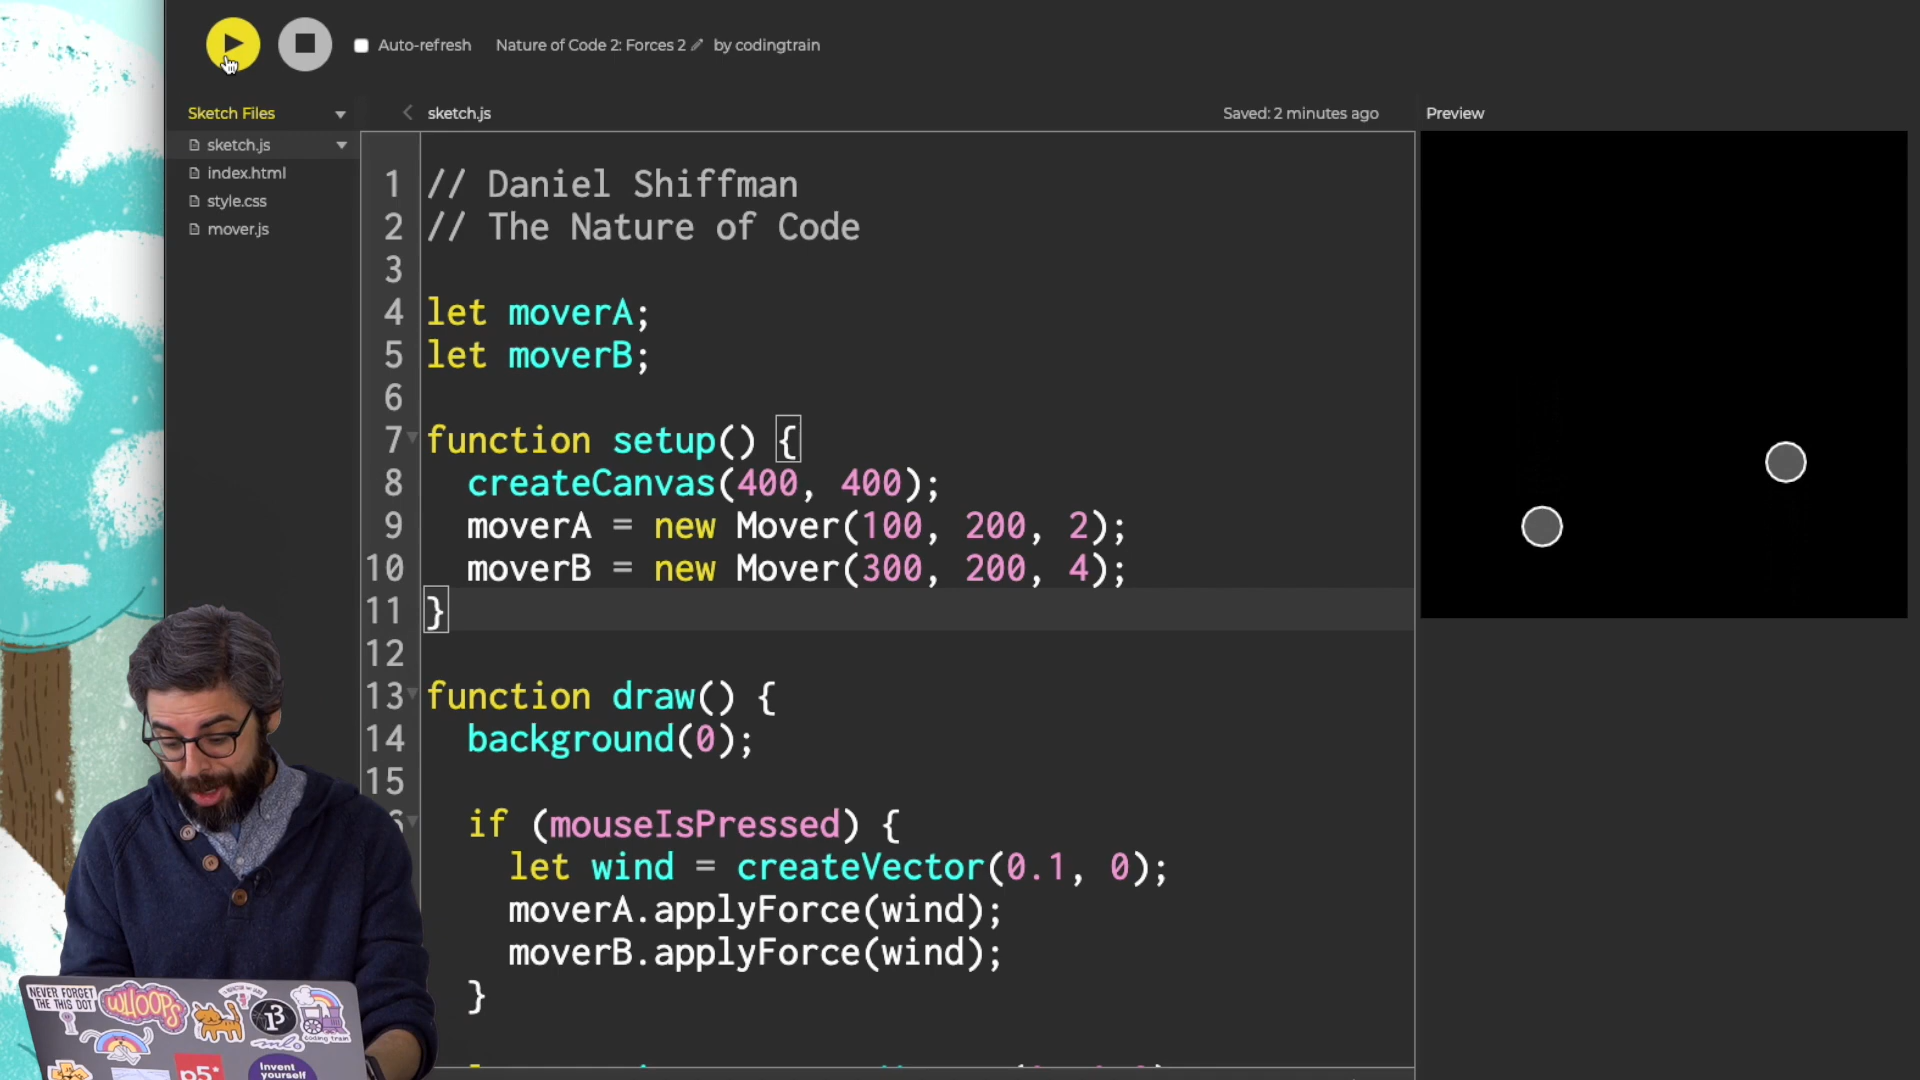 Auto-refresh Nature of Code 2: Forces 2 by codingtrain
Sketch Files
sketch.js
Saved: 2 minutes ago
Preview
sketch.js
index.html
style.css
mover.js
1 // Daniel Shiffman
2 // The Nature of Code
3
4 let moverA;
5 let moverB;
6
7 function setup() {
8 createCanvas(400, 400);
9 moverA = new Mover(100, 200, 2);
10 moverB = new Mover(300, 200, 4);
11 }
12
13 function draw() {
14 background(0);
15
if (mouseIsPressed) {
let wind = createVector(0.1, 0);
moverA.applyForce(wind);
moverB.applyForce(wind);
}
NEVER FORGET
THE THIS DOT
WHOOPS
coding train
p5*
Invent
yourself